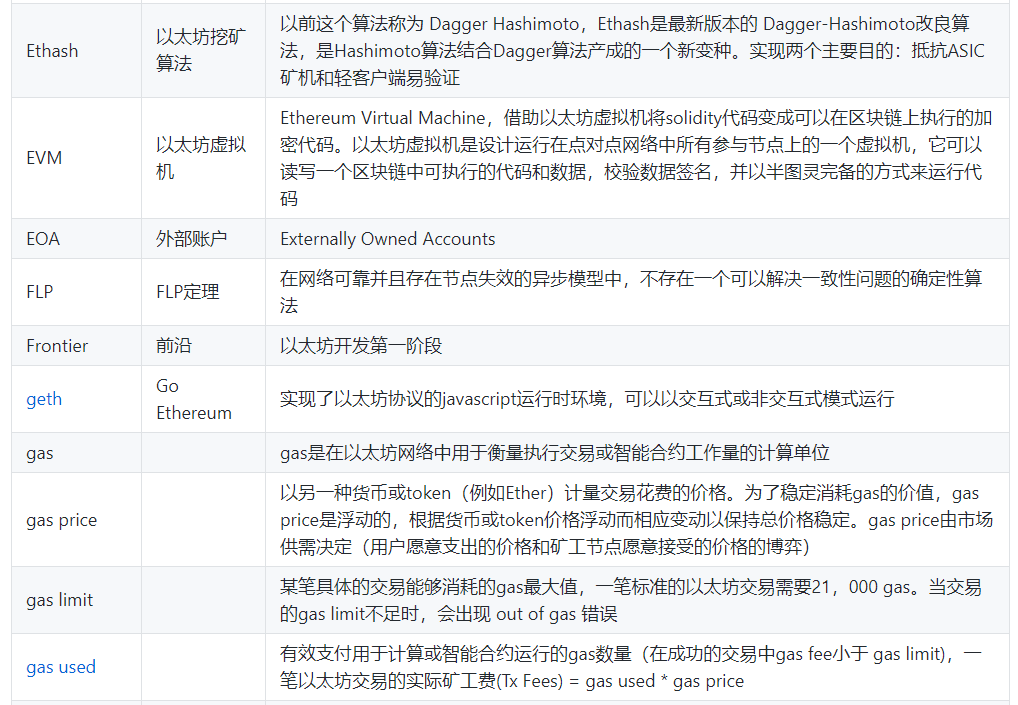 Ethash
以太坊挖矿
算法
以前这个算法称为 Dagger Hashimoto，Ethash是最新版本的 Dagger-Hashimoto改良算
法，是Hashimoto算法结合Dagger算法产成的一个新变种。实现两个主要目的：抵抗ASIC
矿机和轻客户端易验证
EVM
以太坊虚拟
机
Ethereum Virtual Machine，借助以太坊虚拟机将solidity代码变成可以在区块链上执行的加
密代码。以太坊虚拟机是设计运行在点对点网络中所有参与节点上的一个虚拟机，它可以
读写一个区块链中可执行的代码和数据，校验数据签名，并以半图灵完备的方式来运行代
码
EOA
外部账户
Externally Owned Accounts
FLP
FLP定理
在网络可靠并且存在节点失效的异步模型中，不存在一个可以解决一致性问题的确定性算
法
Frontier
前沿
以太坊开发第一阶段
geth
Go
Ethereum
实现了以太坊协议的javascript运行时环境，可以以交互式或非交互式模式运行
gas
gas是在以太坊网络中用于衡量执行交易或智能合约工作量的计算单位
gas price
以另一种货币或token（例如Ether）计量交易花费的价格。为了稳定消耗gas的价值，gas
price是浮动的，根据货币或token价格浮动而相应变动以保持总价格稳定。gas price由市场
供需决定（用户愿意支出的价格和矿工节点愿意接受的价格的博弈）
gas limit
某笔具体的交易能够消耗的gas最大值，一笔标准的以太坊交易需要21，000 gas。当交易
的gas limit不足时，会出现 out of gas 错误
gas used
有效支付用于计算或智能合约运行的gas数量（在成功的交易中gas fee小于 gas limit)，一
笔以太坊交易的实际矿工费(Tx Fees) = gas used * gas price